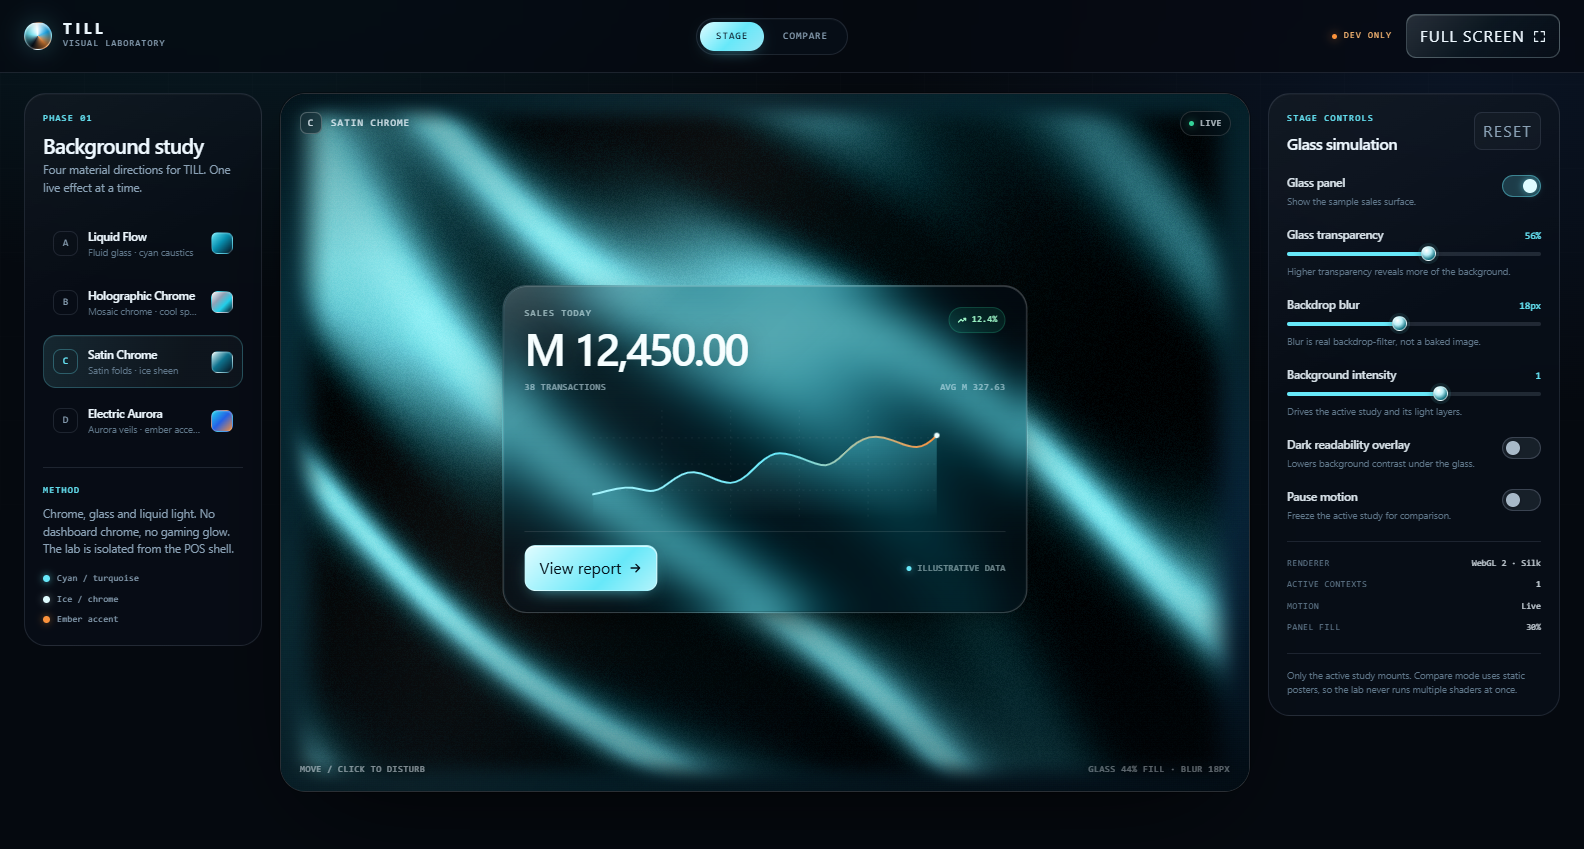 TILL
VISUAL LABORATORY
STAGE
COMPARE
DEV ONLY
FULL SCREEN
PHASE 01
Background study
Four material directions for TILL. One
live effect at a time.
A
Liquid Flow
Fluid glass · cyan caustics
B
Holographic Chrome
Mosaic chrome · cool sp...
C
Satin Chrome
Satin folds · ice sheen
D
Electric Aurora
Aurora veils · ember acce...
METHOD
Chrome, glass and liquid light. No
dashboard chrome, no gaming glow.
The lab is isolated from the POS shell.
Cyan / turquoise
Ice / chrome
Ember accent
C SATIN CHROME
LIVE
SALES TODAY
12.4%
M 12,450.00
38 TRANSACTIONS
AVG M 327.63
View report →
ILLUSTRATIVE DATA
MOVE / CLICK TO DISTURB
GLASS 44% FILL · BLUR 18PX
STAGE CONTROLS
Glass simulation
RESET
Glass panel
Show the sample sales surface.
Glass transparency
56%
Higher transparency reveals more of the background.
Backdrop blur
18px
Blur is real backdrop-filter, not a baked image.
Background intensity
1
Drives the active study and its light layers.
Dark readability overlay
Lowers background contrast under the glass.
Pause motion
Freeze the active study for comparison.
RENDERER
WebGL 2 · Silk
ACTIVE CONTEXTS
1
MOTION
Live
PANEL FILL
30%
Only the active study mounts. Compare mode uses static
posters, so the lab never runs multiple shaders at once.